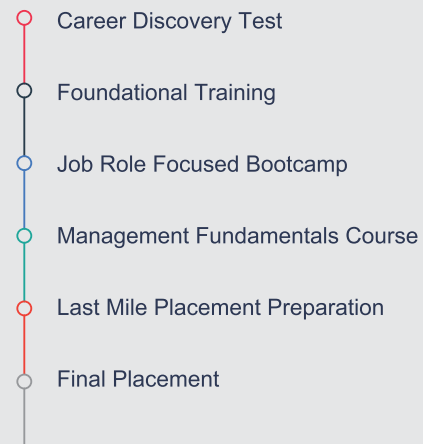 Career Discovery Test
Foundational Training
Job Role Focused Bootcamp
Management Fundamentals Course
Last Mile Placement Preparation
Final Placement